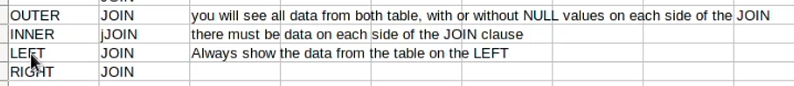 OUTER JOIN you will see all data from both table, with or without NULL values on each side of the JOIN
INNER jJOIN there must be data on each side of the JOIN clause
LEFT JOIN Always show the data from the table on the LEFT
RIGHT JOIN